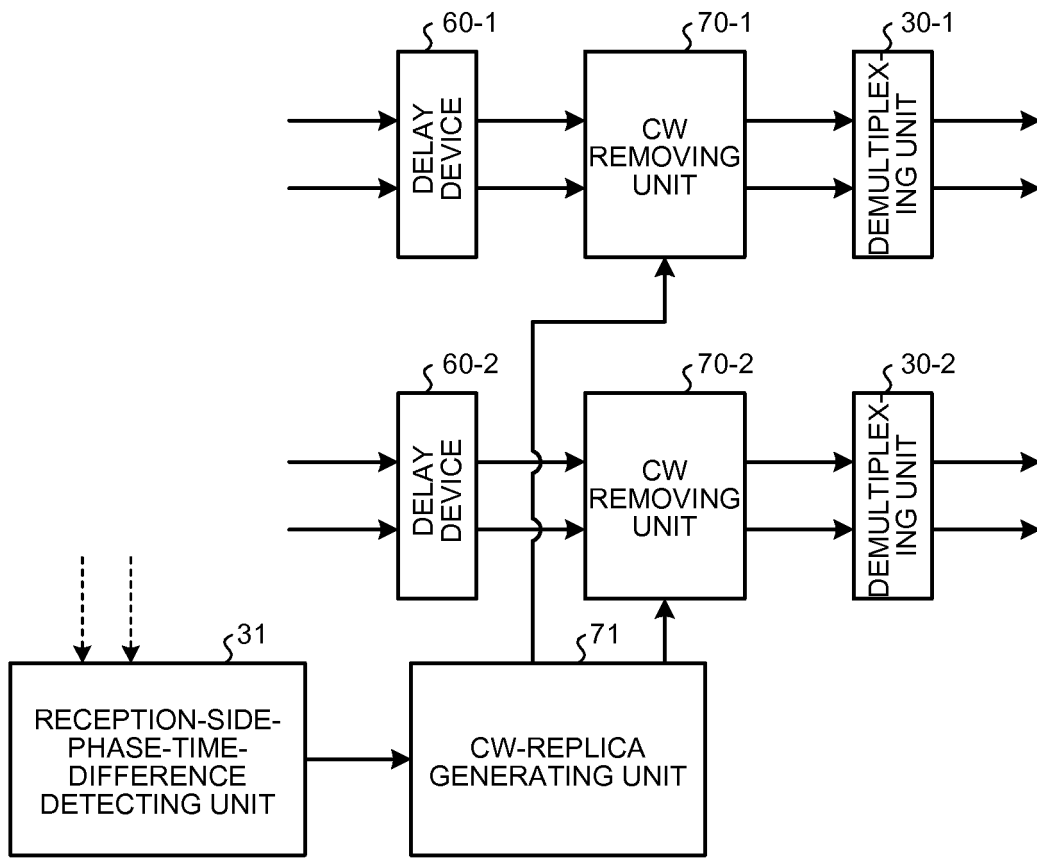 60-1
70-1
30-1
DELAY
DEVICE
CW
REMOVING
UNIT
DEMULTIPLEX-
ING UNIT
60-2
70-2
30-2
DELAY
DEVICE
CW
REMOVING
UNIT
DEMULTIPLEX-
ING UNIT
31
71
RECEPTION-SIDE-
PHASE-TIME-
DIFFERENCE
DETECTING UNIT
CW-REPLICA
GENERATING UNIT